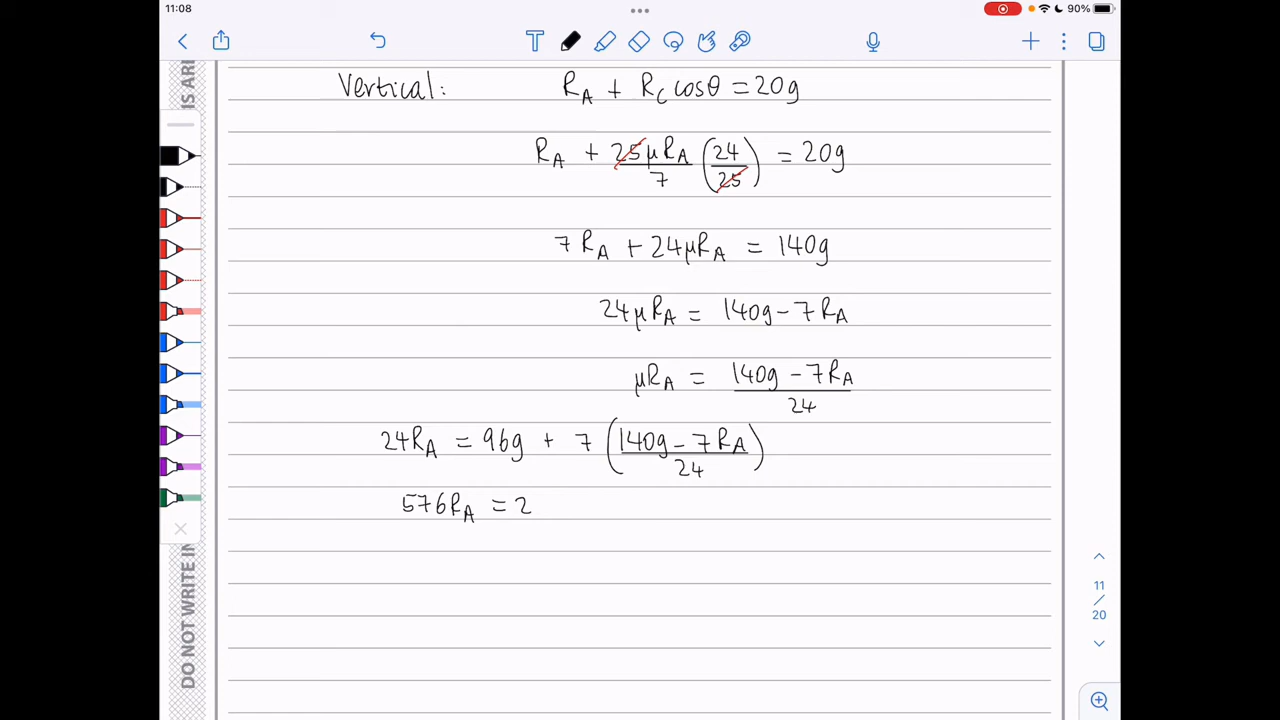 11:08
90%
Vertical: R_A + R_C cosθ = 20g
R_A + 25μR_A/7 (24/25) = 20g
7R_A + 24μR_A = 140g
24μR_A = 140g - 7R_A
μR_A = (140g - 7R_A)/24
24R_A = 96g + 7((140g - 7R_A)/24)
576R_A = 2
IS ARE
DO NOT WRITE IN
11
/
20